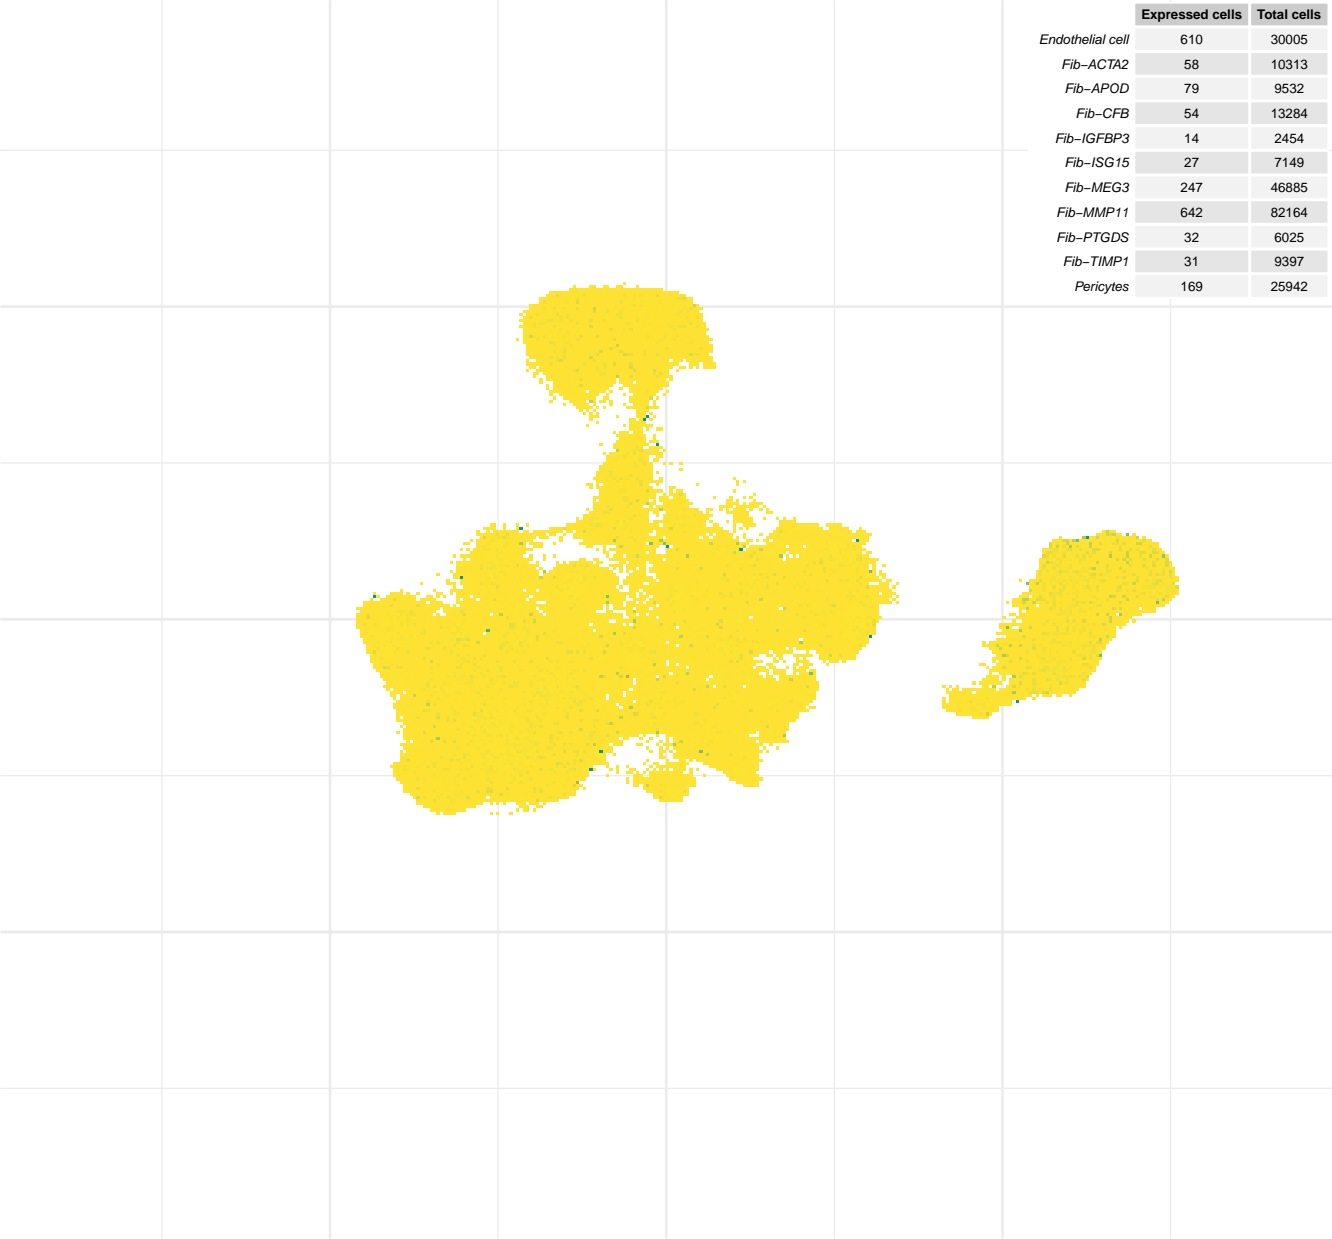 Expressed cells Total cells
Endothelial cell 610 30005
Fib−ACTA2 58 10313
Fib−APOD 79 9532
Fib−CFB 54 13284
Fib−IGFBP3 14 2454
Fib−ISG15 27 7149
Fib−MEG3 247 46885
Fib−MMP11 642 82164
Fib−PTGDS 32 6025
Fib−TIMP1 31 9397
Pericytes 169 25942